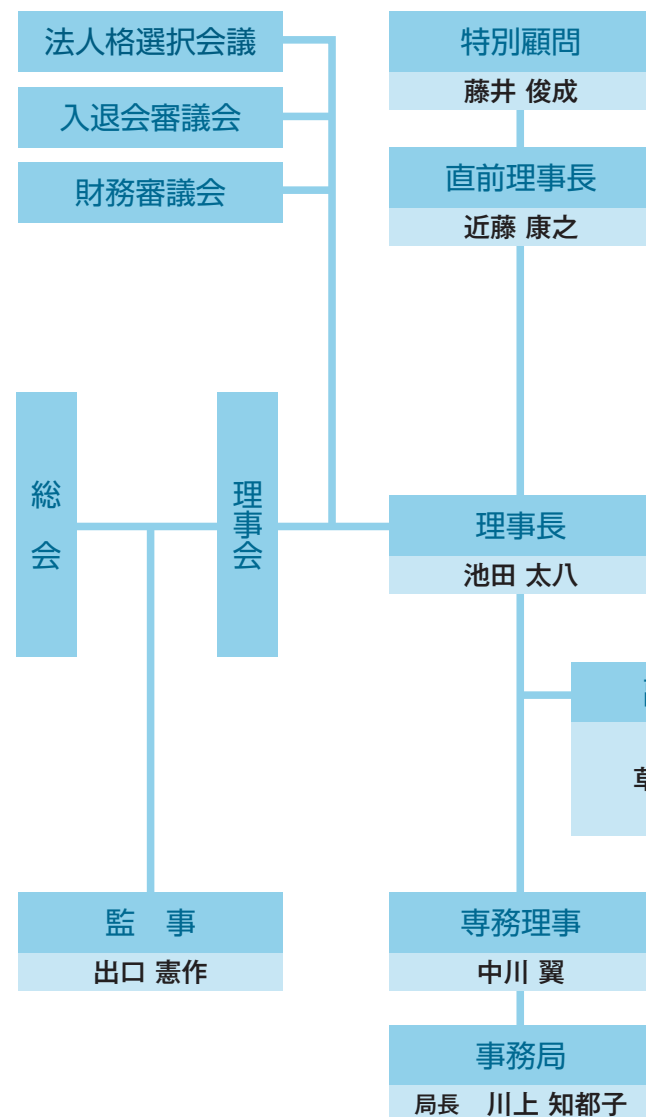 法人格選択会議
入退会審議会
財務審議会
特別顧問
藤井 俊成
直前理事長
近藤 康之
総会
理事会
理事長
池田 太八
監　事
出口 憲作
専務理事
中川 翼
事務局
局長　川上 知都子